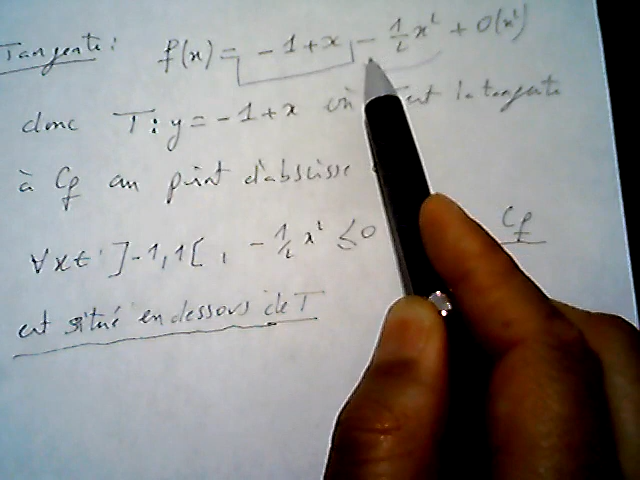 Tangente : f(x) = -1+x - 1/2 x² + o(x²)
donc T : y = -1+x où est la tangente
à Cf au point d'abscisse
∀x∈ ]-1,1[ , -1/2 x² ≤0 Cf
est situé en dessous de T